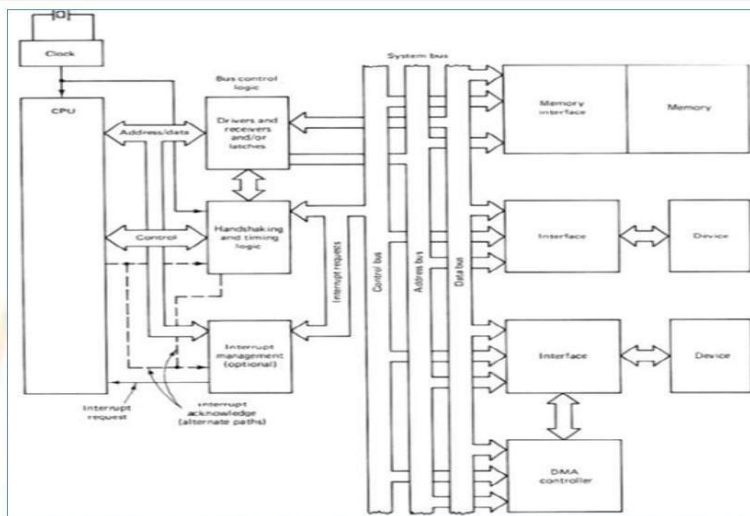 Clock
System bus
Bus control
logic
CPU
Address/data
Drivers and
receivers
and/or
latches
Memory
interface
Memory
Control
Handshaking
and timing
logic
Interrupt requests
Control bus
Address bus
Data bus
Interface
Device
Interrupt
management
(optional)
Interface
Device
Interrupt
request
Interrupt
acknowledge
(alternate paths)
DMA
controller